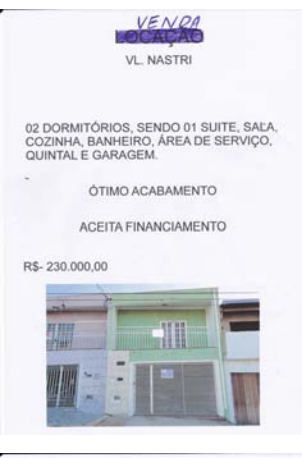 VENDA
LOCAÇÃO
VL. NASTRI
02 DORMITÓRIOS, SENDO 01 SUITE, SALA,
COZINHA, BANHEIRO, ÁREA DE SERVIÇO,
QUINTAL E GARAGEM.
-
ÓTIMO ACABAMENTO
ACEITA FINANCIAMENTO
R$- 230.000,00